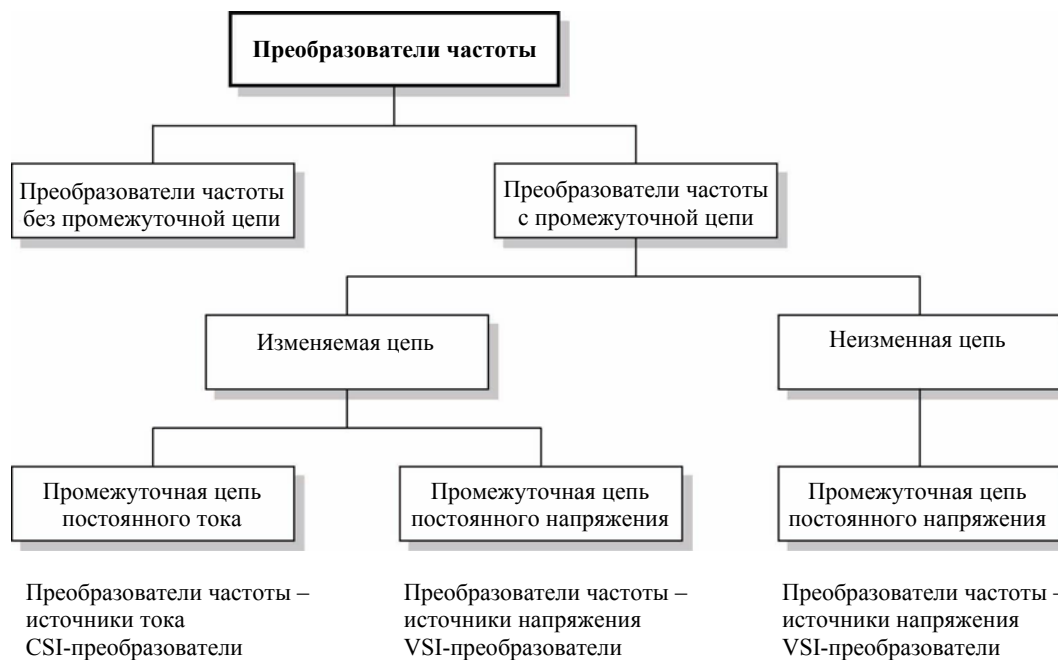 Преобразователи частоты
Преобразователи частоты
без промежуточной цепи
Преобразователи частоты
с промежуточной цепи
Изменяемая цепь
Неизменная цепь
Промежуточная цепь
постоянного тока
Промежуточная цепь
постоянного напряжения
Промежуточная цепь
постоянного напряжения
Преобразователи частоты –
источники тока
CSI-преобразователи
Преобразователи частоты –
источники напряжения
VSI-преобразователи
Преобразователи частоты –
источники напряжения
VSI-преобразователи